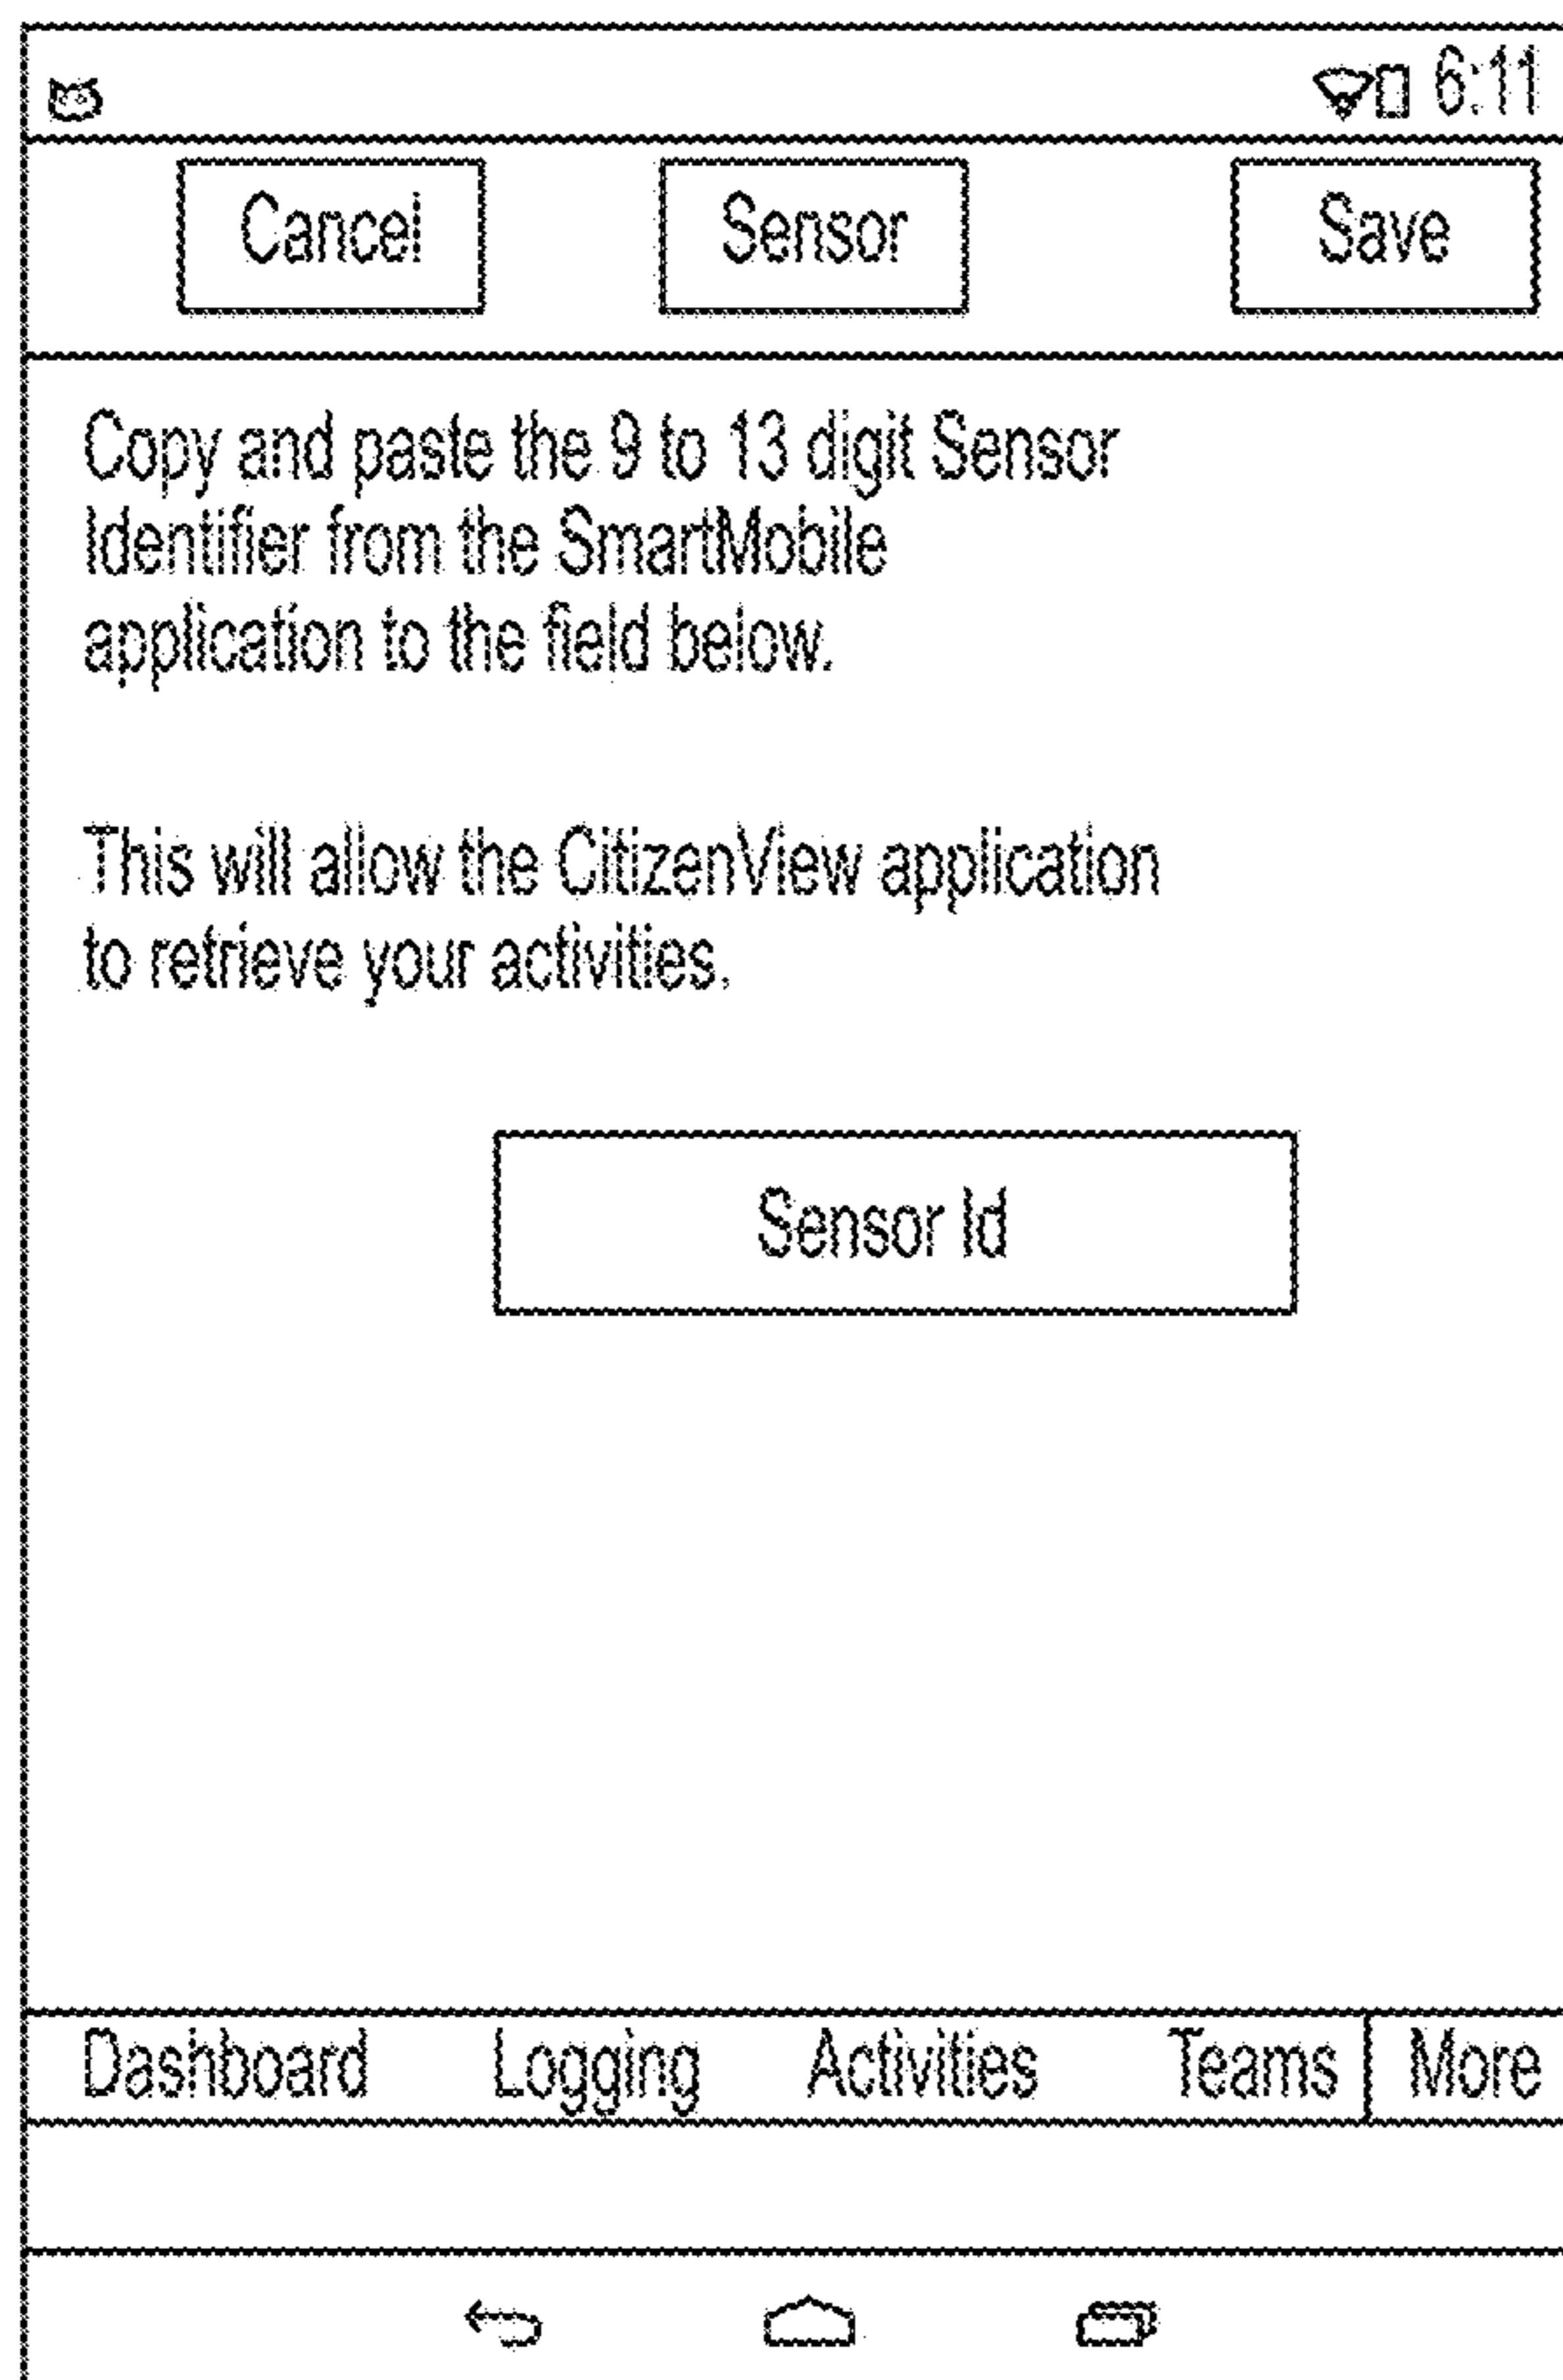 6:11
Cancel Sensor Save
Copy and paste the 9 to 13 digit Sensor
Identifier from the SmartMobile
application to the field below.
This will allow the CitizenView application
to retrieve your activities.
Sensor Id
Dashboard Logging Activities Teams More